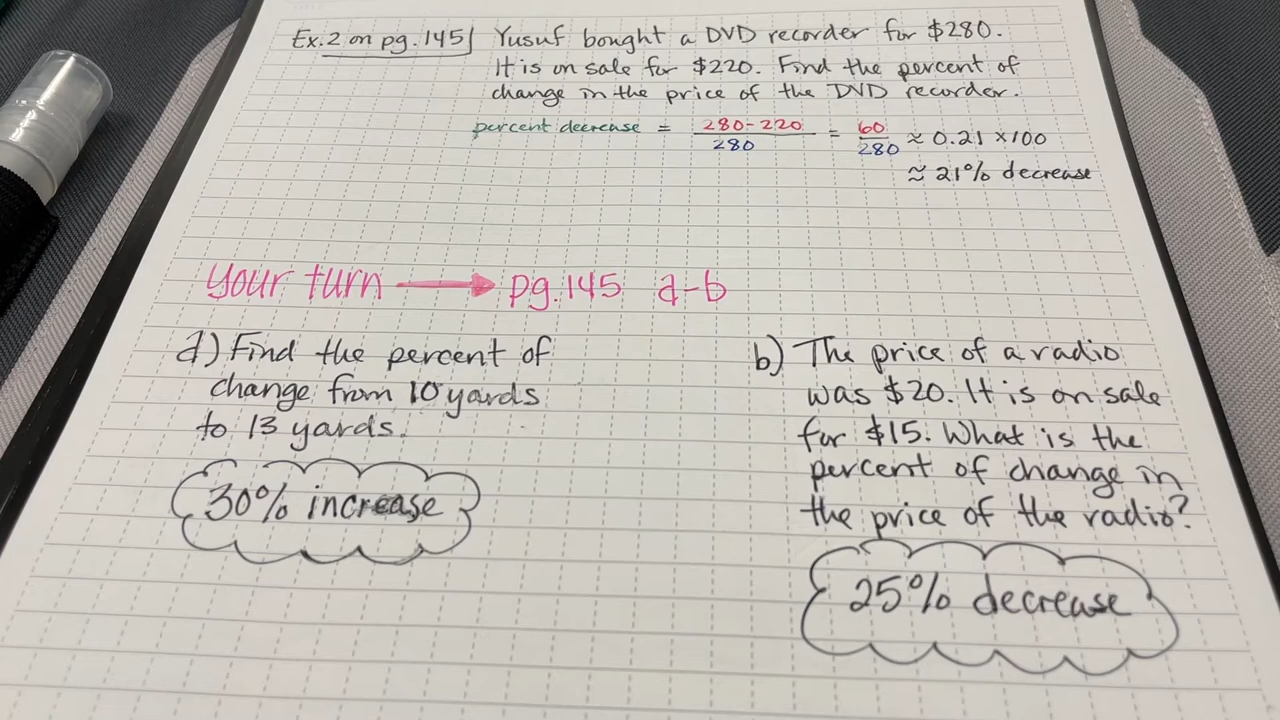 Ex.2 on pg.145 Yusuf bought a DVD recorder for $280.
It is on sale for $220. Find the percent of
change in the price of the DVD recorder.
percent decrease = 280-220 / 280 = 60 / 280 ≈ 0.21 ×100
≈ 21% decrease
your turn → pg.145 a-b
a) Find the percent of
change from 10 yards
to 13 yards.
30% increase
b) The price of a radio
was $20. It is on sale
for $15. What is the
percent of change in
the price of the radio?
25% decrease